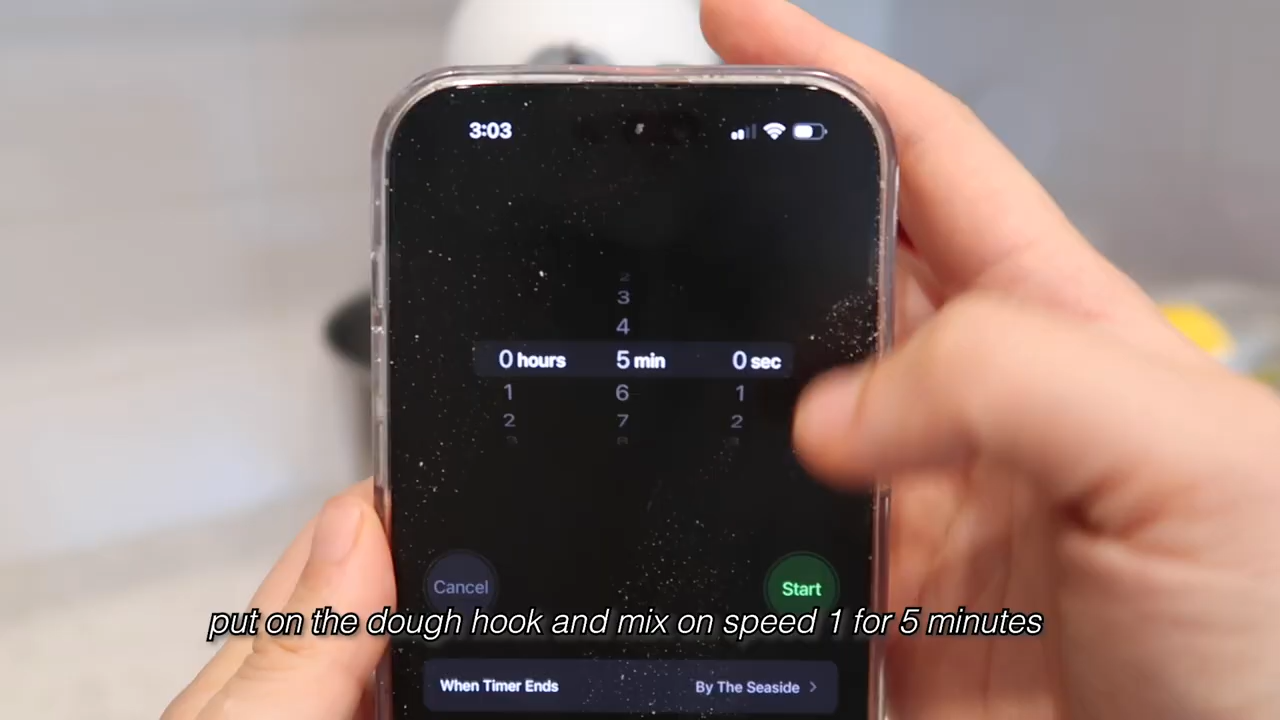 3:03
2
3
4
0 hours 5 min 0 sec
1 6 1
2 7 2
Cancel Start
put on the dough hook and mix on speed 1 for 5 minutes
When Timer Ends By The Seaside >